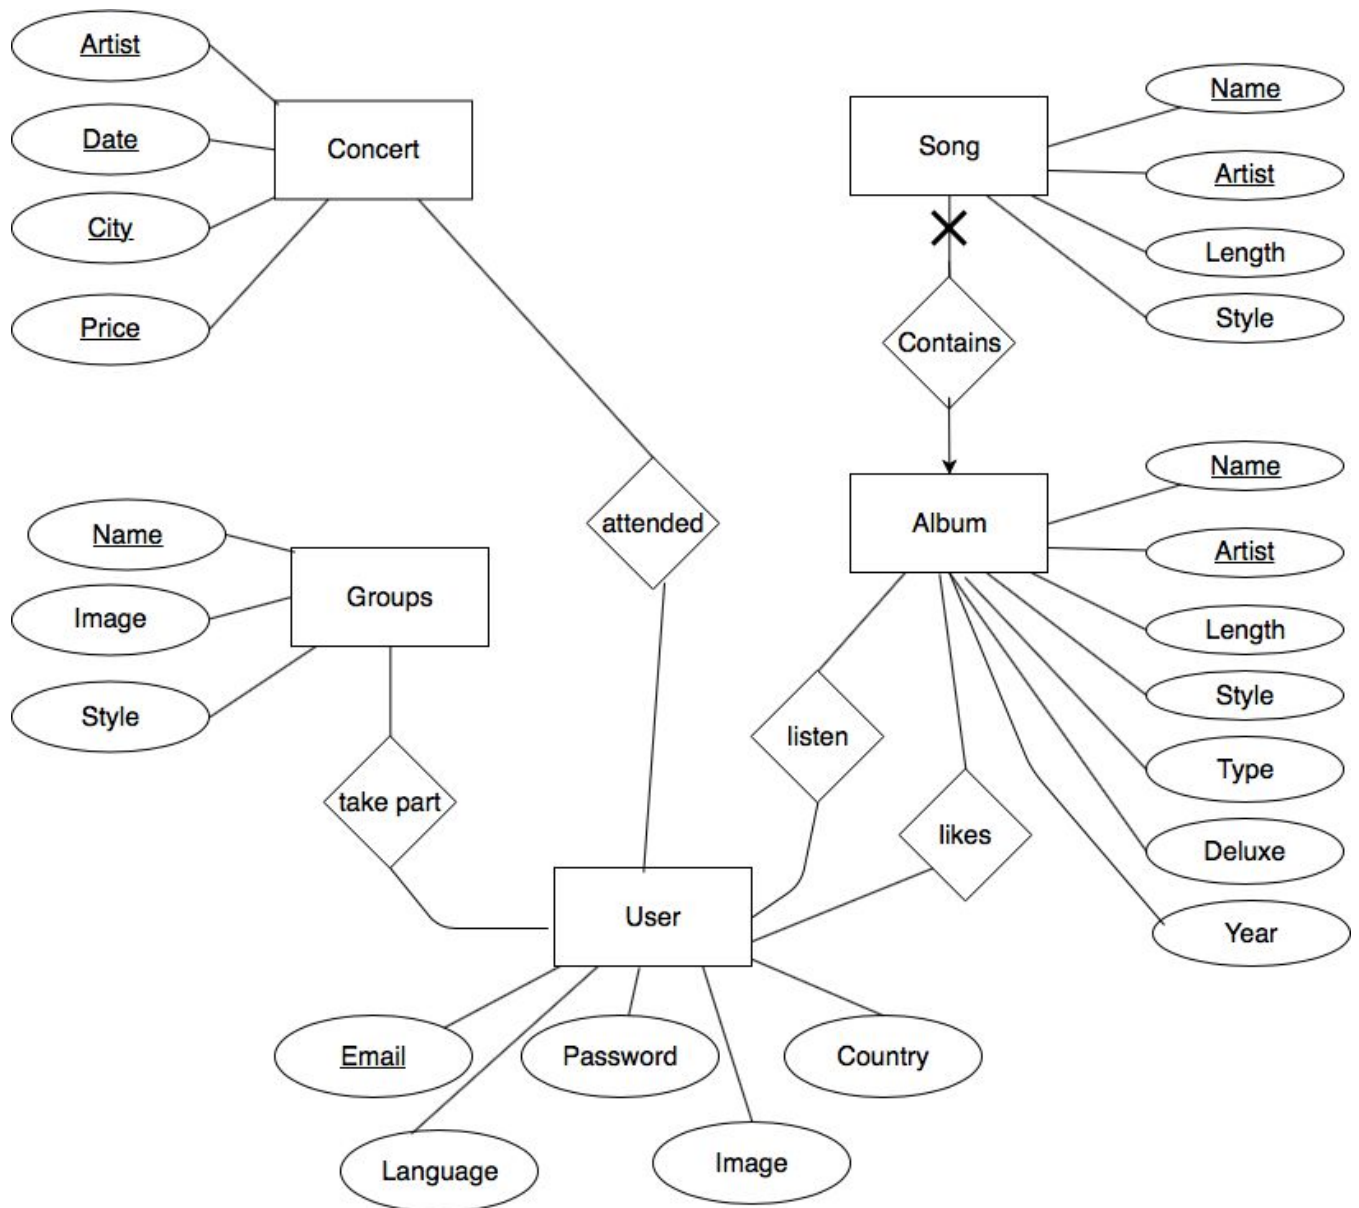 Artist
Date
City
Price
Concert
Song
Name
Artist
Length
Style
Contains
attended
Name
Image
Style
Groups
Album
Name
Artist
Length
Style
Type
Deluxe
Year
listen
likes
take part
User
Email
Password
Country
Language
Image